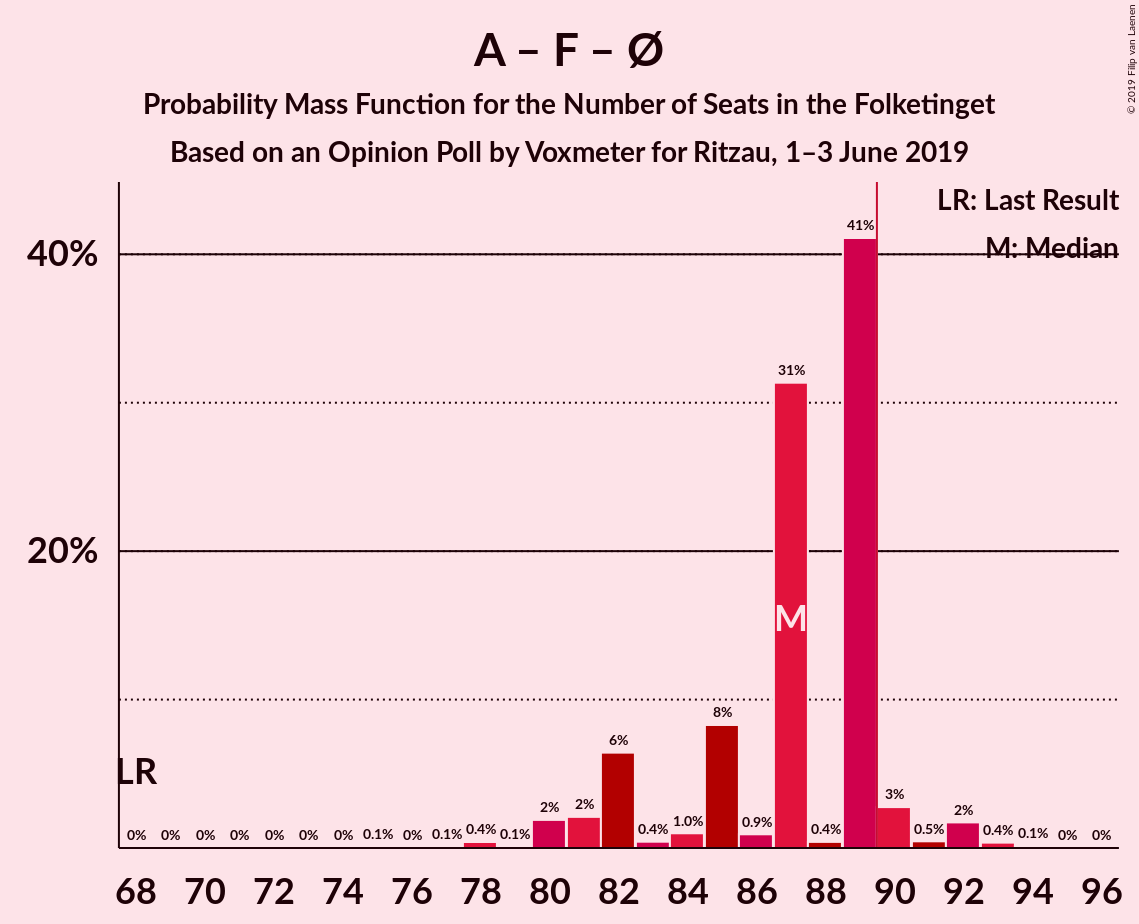 A – F – Ø
Probability Mass Function for the Number of Seats in the Folketinget
Based on an Opinion Poll by Voxmeter for Ritzau, 1–3 June 2019
© 2019 Filip van Laenen
LR: Last Result
M: Median
40%
20%
LR
M
0% 0% 0% 0% 0% 0% 0% 0.1% 0% 0.1% 0.4% 0.1% 2% 2% 6% 0.4% 1.0% 8% 0.9% 31% 0.4% 41% 3% 0.5% 2% 0.4% 0.1% 0% 0%
68 70 72 74 76 78 80 82 84 86 88 90 92 94 96